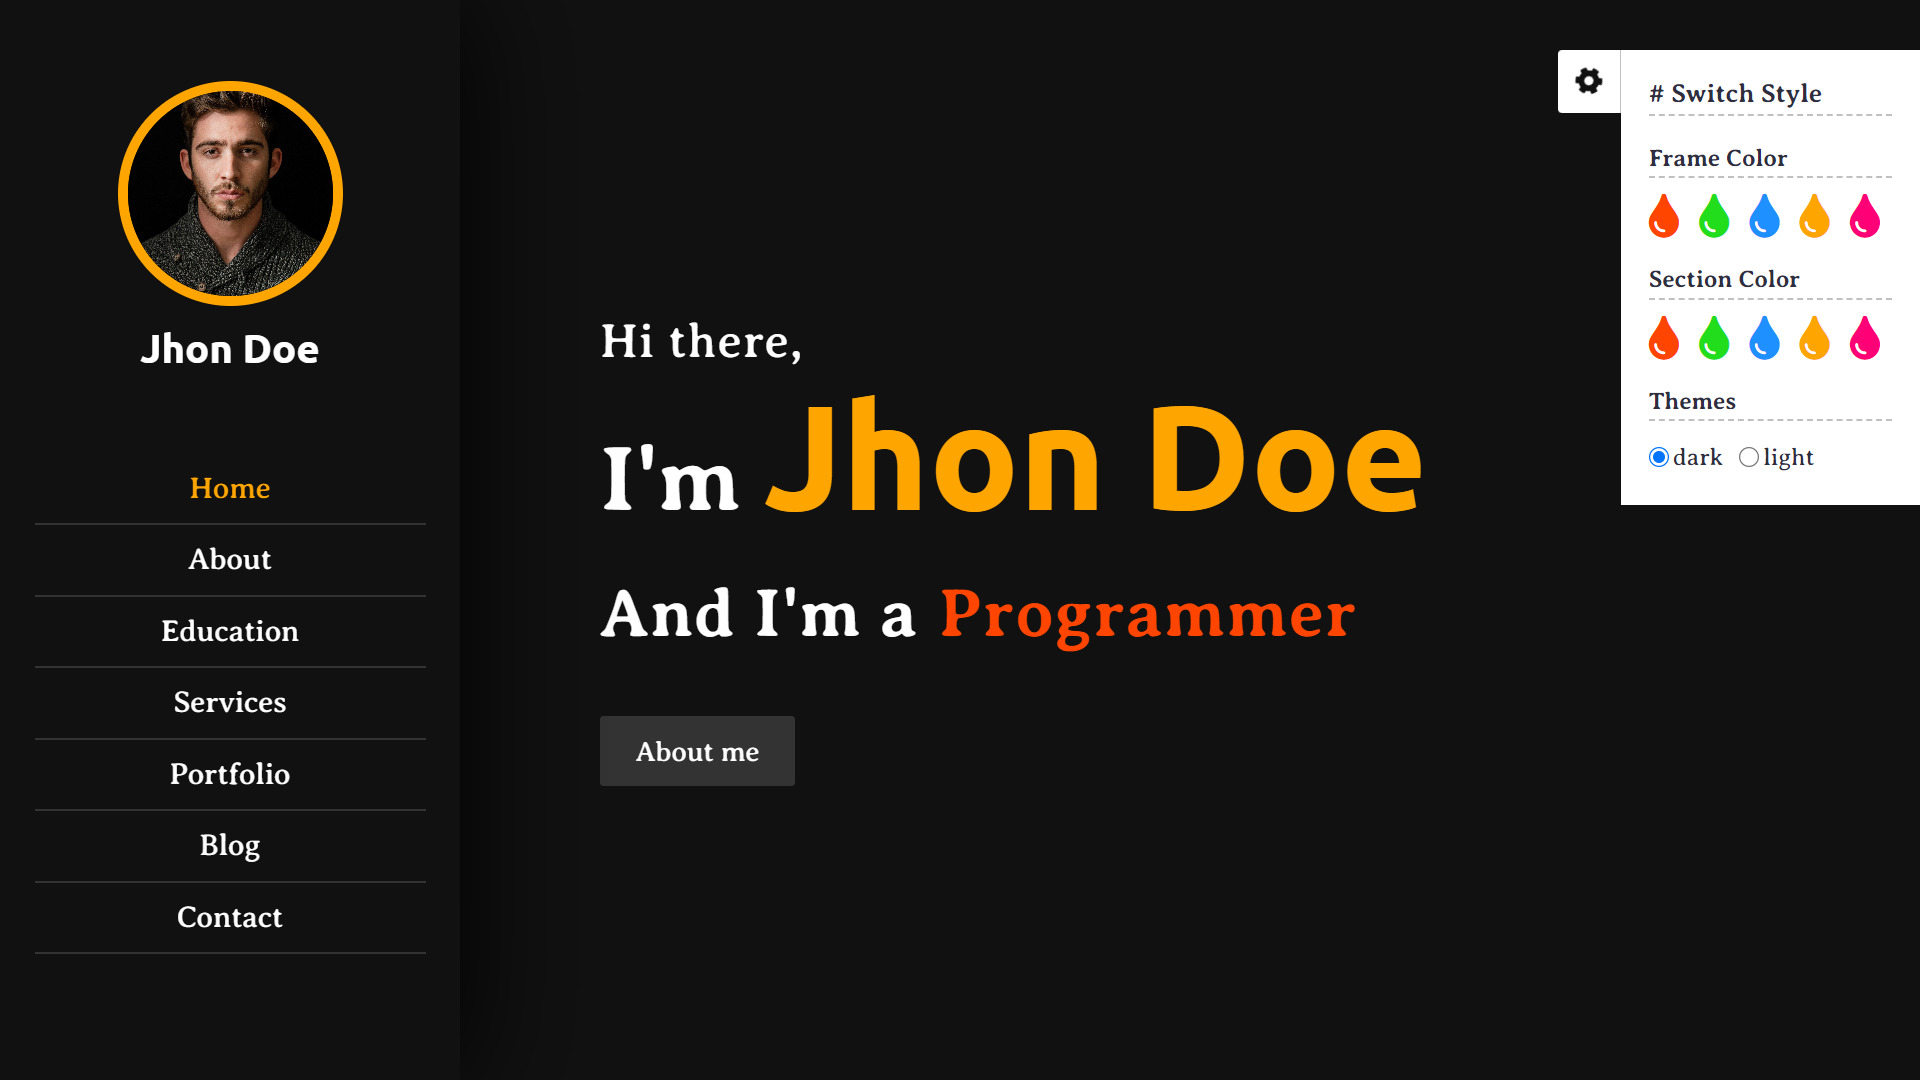 Jhon Doe
Home
About
Education
Services
Portfolio
Blog
Contact
Hi there,
I'm Jhon Doe
And I'm a Programmer
About me
# Switch Style
Frame Color
Section Color
Themes
dark light